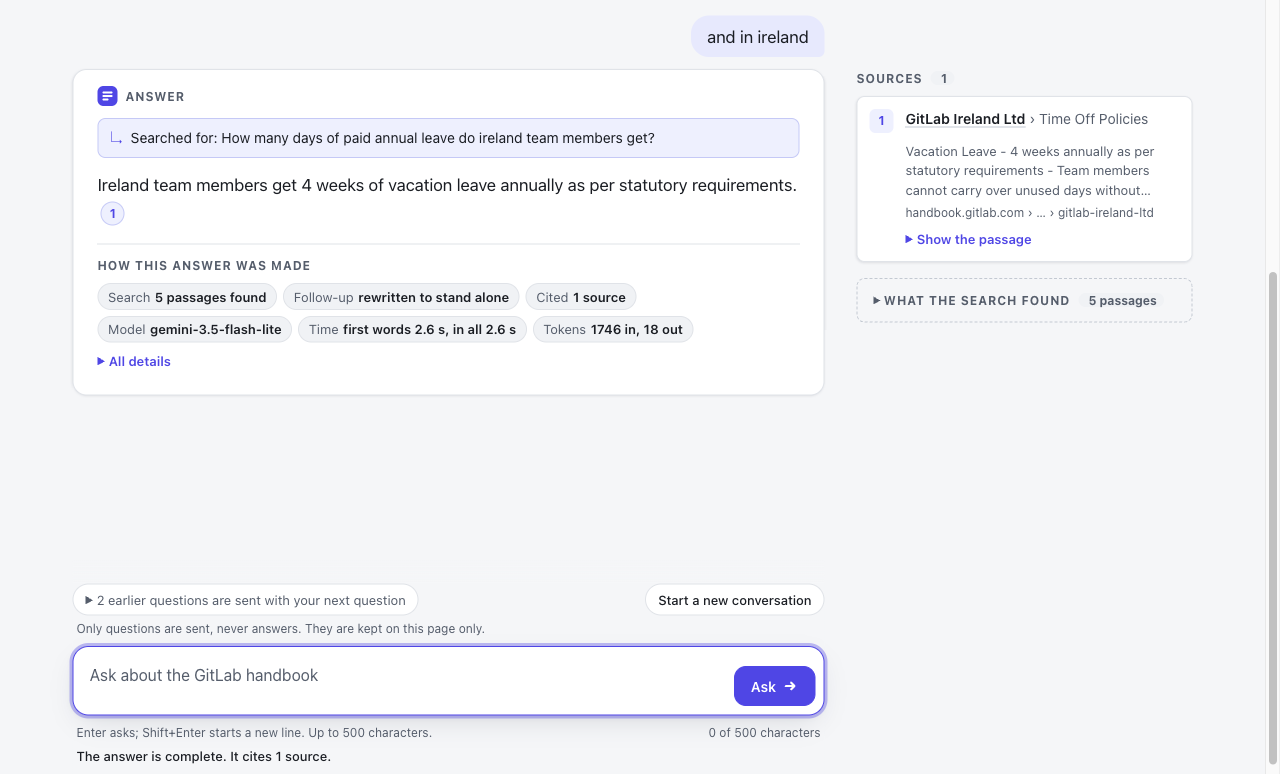 and in ireland
ANSWER
Searched for: How many days of paid annual leave do ireland team members get?
Ireland team members get 4 weeks of vacation leave annually as per statutory requirements.
1
HOW THIS ANSWER WAS MADE
Search 5 passages found
Follow-up rewritten to stand alone
Cited 1 source
Model gemini-3.5-flash-lite
Time first words 2.6 s, in all 2.6 s
Tokens 1746 in, 18 out
All details
SOURCES 1
1 GitLab Ireland Ltd › Time Off Policies
Vacation Leave - 4 weeks annually as per
statutory requirements - Team members
cannot carry over unused days without…
handbook.gitlab.com › … › gitlab-ireland-ltd
Show the passage
WHAT THE SEARCH FOUND 5 passages
2 earlier questions are sent with your next question
Start a new conversation
Only questions are sent, never answers. They are kept on this page only.
Ask about the GitLab handbook
Ask →
Enter asks; Shift+Enter starts a new line. Up to 500 characters.
0 of 500 characters
The answer is complete. It cites 1 source.